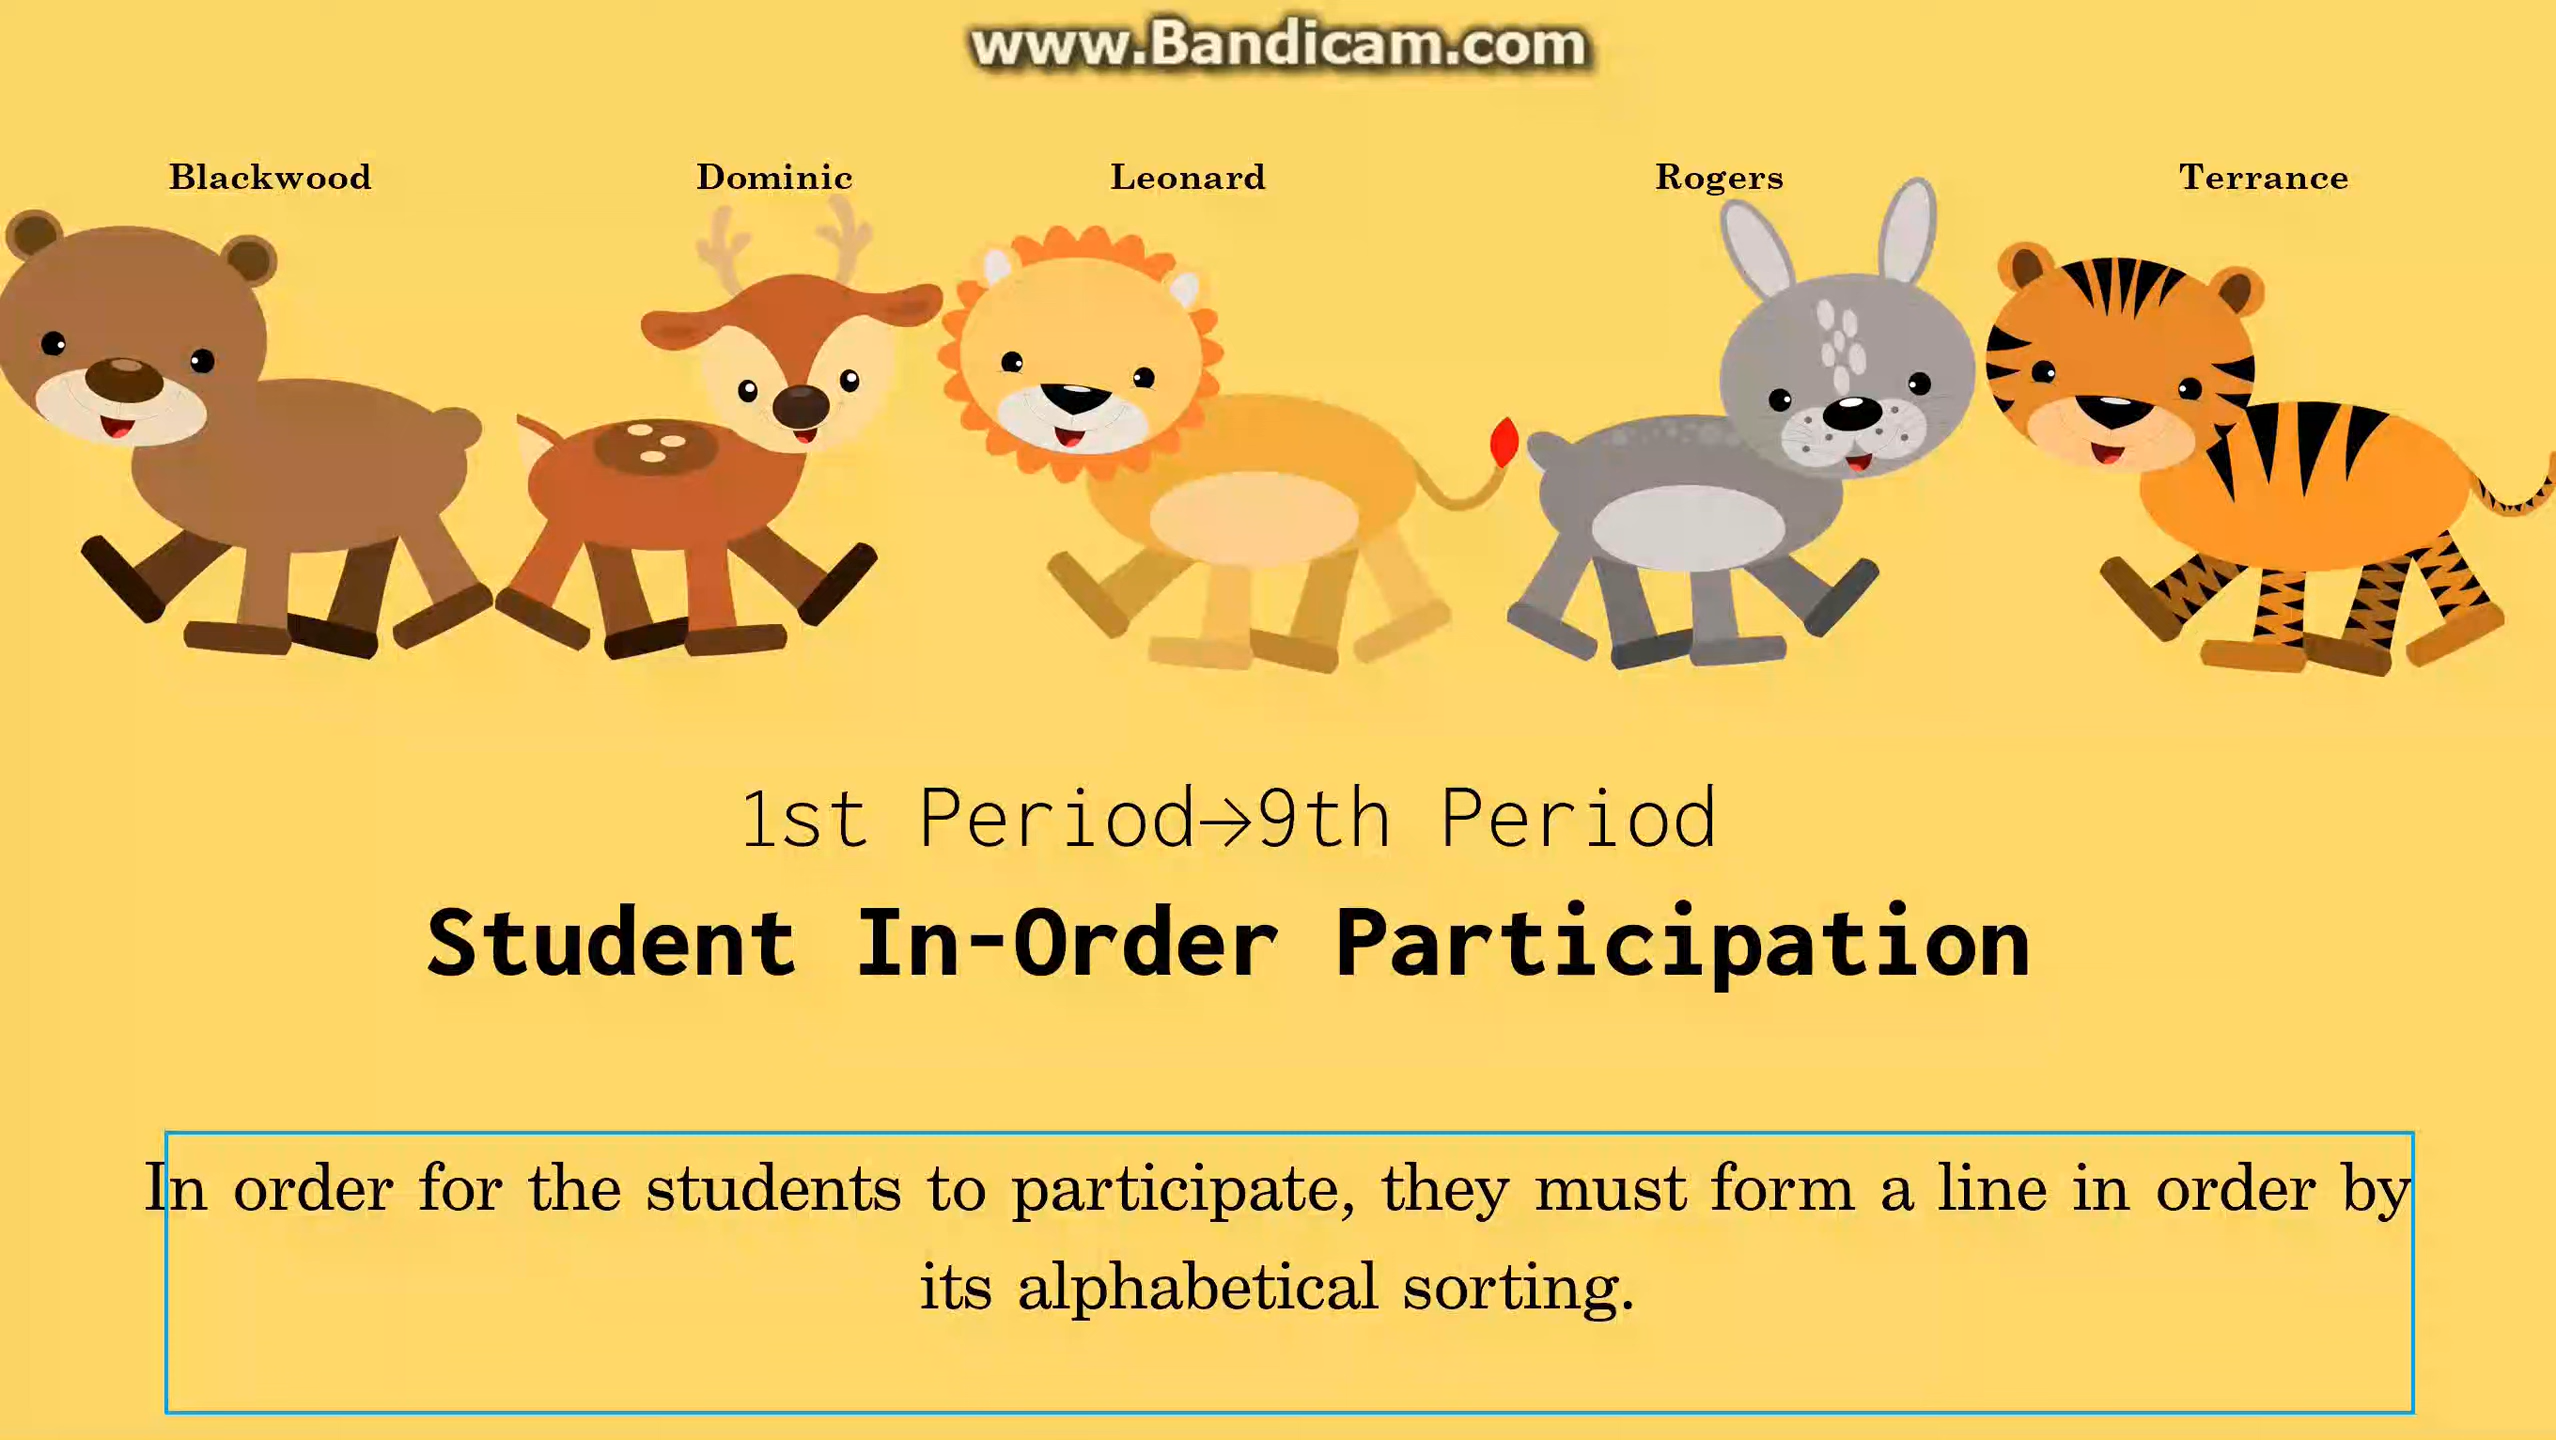 www.Bandicam.com
Blackwood Dominic Leonard Rogers Terrance
1st Period→9th Period
Student In-Order Participation
In order for the students to participate, they must form a line in order by
its alphabetical sorting.